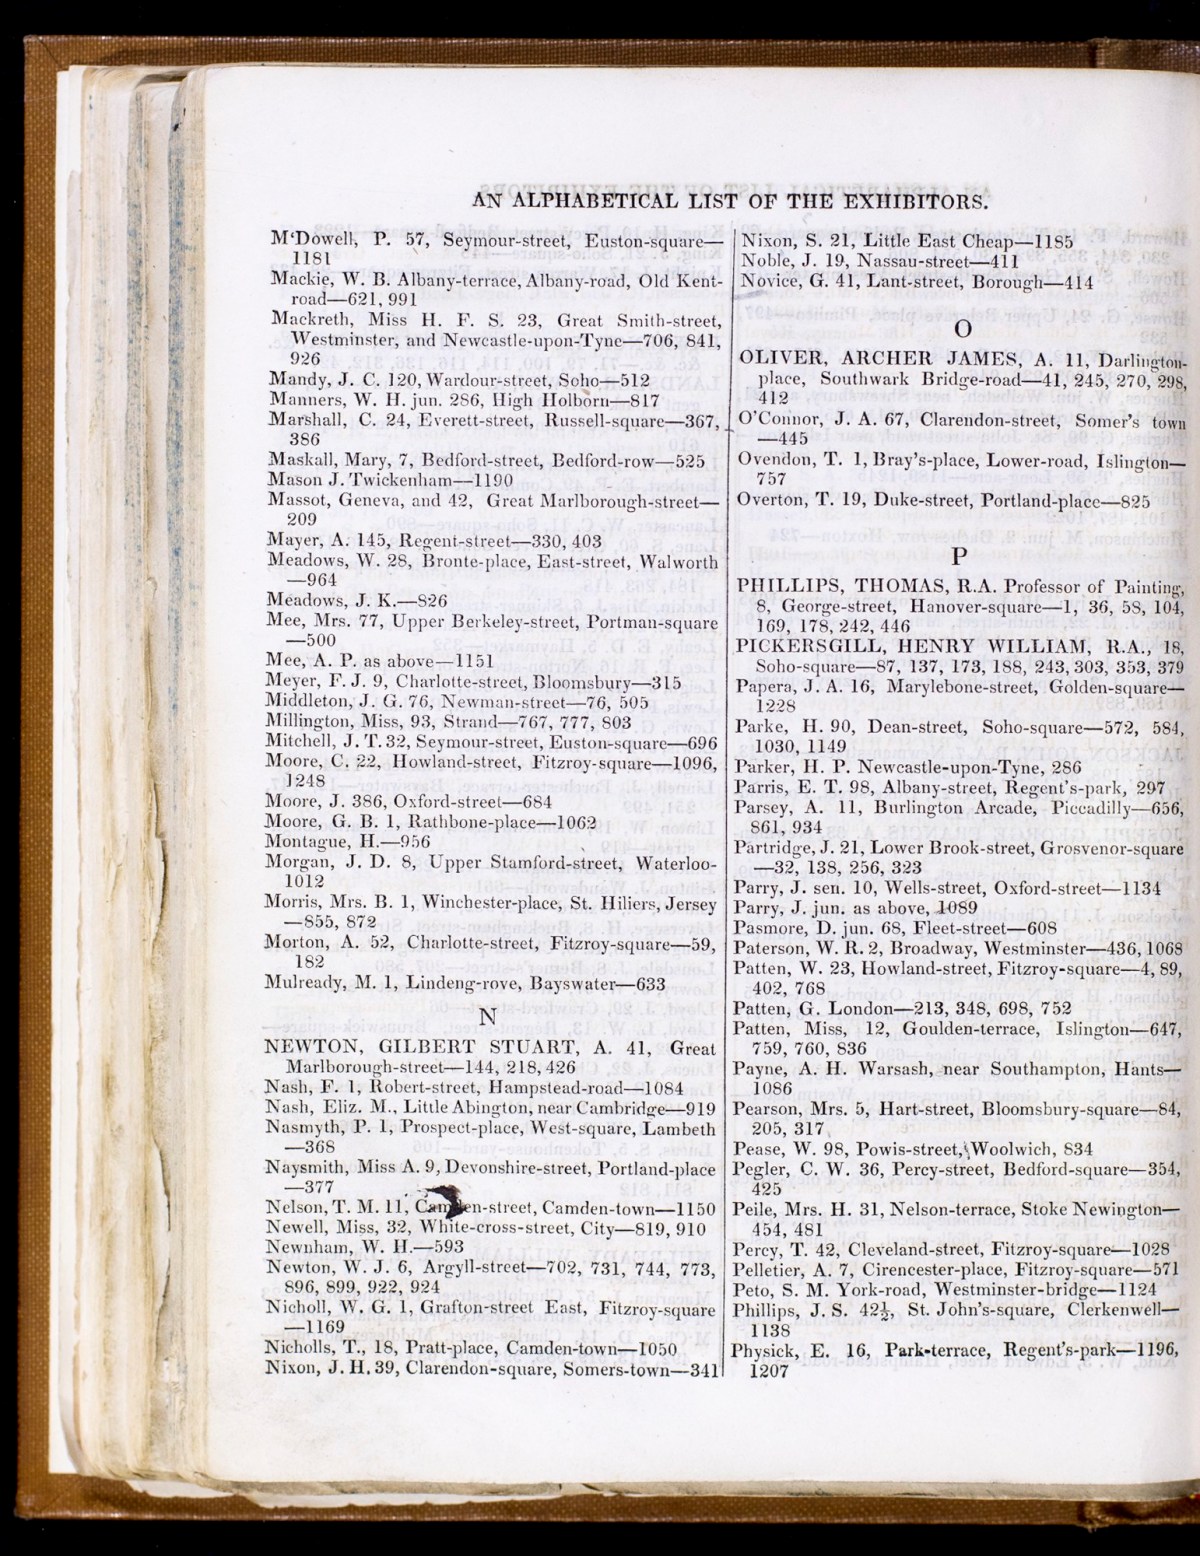 AN ALPHABETICAL LIST OF THE EXHIBITORS.
M'Dowell, P. 57, Seymour-street, Euston-square—
1181
Mackie, W. B. Albany-terrace, Albany-road, Old Kent-
road—621, 991
Mackreth, Miss H. F. S. 23, Great Smith-street,
Westminster, and Newcastle-upon-Tyne—706, 841,
926
Mandy, J. C. 120, Wardour-street, Soho—512
Manners, W. H. jun. 286, High Holborn—817
Marshall, C. 24, Everett-street, Russell-square—367,
386
Maskall, Mary, 7, Bedford-street, Bedford-row—525
Mason J. Twickenham—1190
Massot, Geneva, and 42, Great Marlborough-street—
209
Mayer, A. 145, Regent-street—330, 403
Meadows, W. 28, Bronte-place, East-street, Walworth
—964
Meadows, J. K.—826
Mee, Mrs. 77, Upper Berkeley-street, Portman-square
—500
Mee, A. P. as above—1151
Meyer, F. J. 9, Charlotte-street, Bloomsbury—315
Middleton, J. G. 76, Newman-street—76, 505
Millington, Miss, 93, Strand—767, 777, 803
Mitchell, J. T. 32, Seymour-street, Euston-square—696
Moore, C. 22, Howland-street, Fitzroy-square—1096,
1248
Moore, J. 386, Oxford-street—684
Moore, G. B. 1, Rathbone-place—1062
Montague, H.—956
Morgan, J. D. 8, Upper Stamford-street, Waterloo-
1012
Morris, Mrs. B. 1, Winchester-place, St. Hiliers, Jersey
—855, 872
Morton, A. 52, Charlotte-street, Fitzroy-square—59,
182
Mulready, M. 1, Lindeng-rove, Bayswater—633
N
NEWTON, GILBERT STUART, A. 41, Great
Marlborough-street—144, 218, 426
Nash, F. 1, Robert-street, Hampstead-road—1084
Nash, Eliz. M., Little Abington, near Cambridge—919
Nasmyth, P. 1, Prospect-place, West-square, Lambeth
—368
Naysmith, Miss A. 9, Devonshire-street, Portland-place
—377
Nelson, T. M. 11, Camden-street, Camden-town—1150
Newell, Miss, 32, White-cross-street, City—819, 910
Newnham, W. H.—593
Newton, W. J. 6, Argyll-street—702, 731, 744, 773,
896, 899, 922, 924
Nicholl, W. G. 1, Grafton-street East, Fitzroy-square
—1169
Nicholls, T., 18, Pratt-place, Camden-town—1050
Nixon, J. H. 39, Clarendon-square, Somers-town—341
Nixon, S. 21, Little East Cheap—1185
Noble, J. 19, Nassau-street—411
Novice, G. 41, Lant-street, Borough—414
O
OLIVER, ARCHER JAMES, A. 11, Darlington-
place, Southwark Bridge-road—41, 245, 270, 298,
412
O'Connor, J. A. 67, Clarendon-street, Somer's town
—445
Ovendon, T. 1, Bray's-place, Lower-road, Islington—
757
Overton, T. 19, Duke-street, Portland-place—825
P
PHILLIPS, THOMAS, R.A. Professor of Painting,
8, George-street, Hanover-square—1, 36, 58, 104,
169, 178, 242, 446
PICKERSGILL, HENRY WILLIAM, R.A., 18,
Soho-square—87, 137, 173, 188, 243, 303, 353, 379
Papera, J. A. 16, Marylebone-street, Golden-square—
1228
Parke, H. 90, Dean-street, Soho-square—572, 584,
1030, 1149
Parker, H. P. Newcastle-upon-Tyne, 286
Parris, E. T. 98, Albany-street, Regent's-park, 297
Parsey, A. 11, Burlington Arcade, Piccadilly—656,
861, 934
Partridge, J. 21, Lower Brook-street, Grosvenor-square
—32, 138, 256, 323
Parry, J. sen. 10, Wells-street, Oxford-street—1134
Parry, J. jun. as above, 1089
Pasmore, D. jun. 68, Fleet-street—608
Paterson, W. R. 2, Broadway, Westminster—436, 1068
Patten, W. 23, Howland-street, Fitzroy-square—4, 89,
402, 768
Patten, G. London—213, 348, 698, 752
Patten, Miss, 12, Goulden-terrace, Islington—647,
759, 760, 836
Payne, A. H. Warsash, near Southampton, Hants—
1086
Pearson, Mrs. 5, Hart-street, Bloomsbury-square—84,
205, 317
Pease, W. 98, Powis-street, Woolwich, 834
Pegler, C. W. 36, Percy-street, Bedford-square—354,
425
Peile, Mrs. H. 31, Nelson-terrace, Stoke Newington—
454, 481
Percy, T. 42, Cleveland-street, Fitzroy-square—1028
Pelletier, A. 7, Cirencester-place, Fitzroy-square—571
Peto, S. M. York-road, Westminster-bridge—1124
Phillips, J. S. 42½, St. John's-square, Clerkenwell—
1138
Physick, E. 16, Park-terrace, Regent's-park—1196,
1207